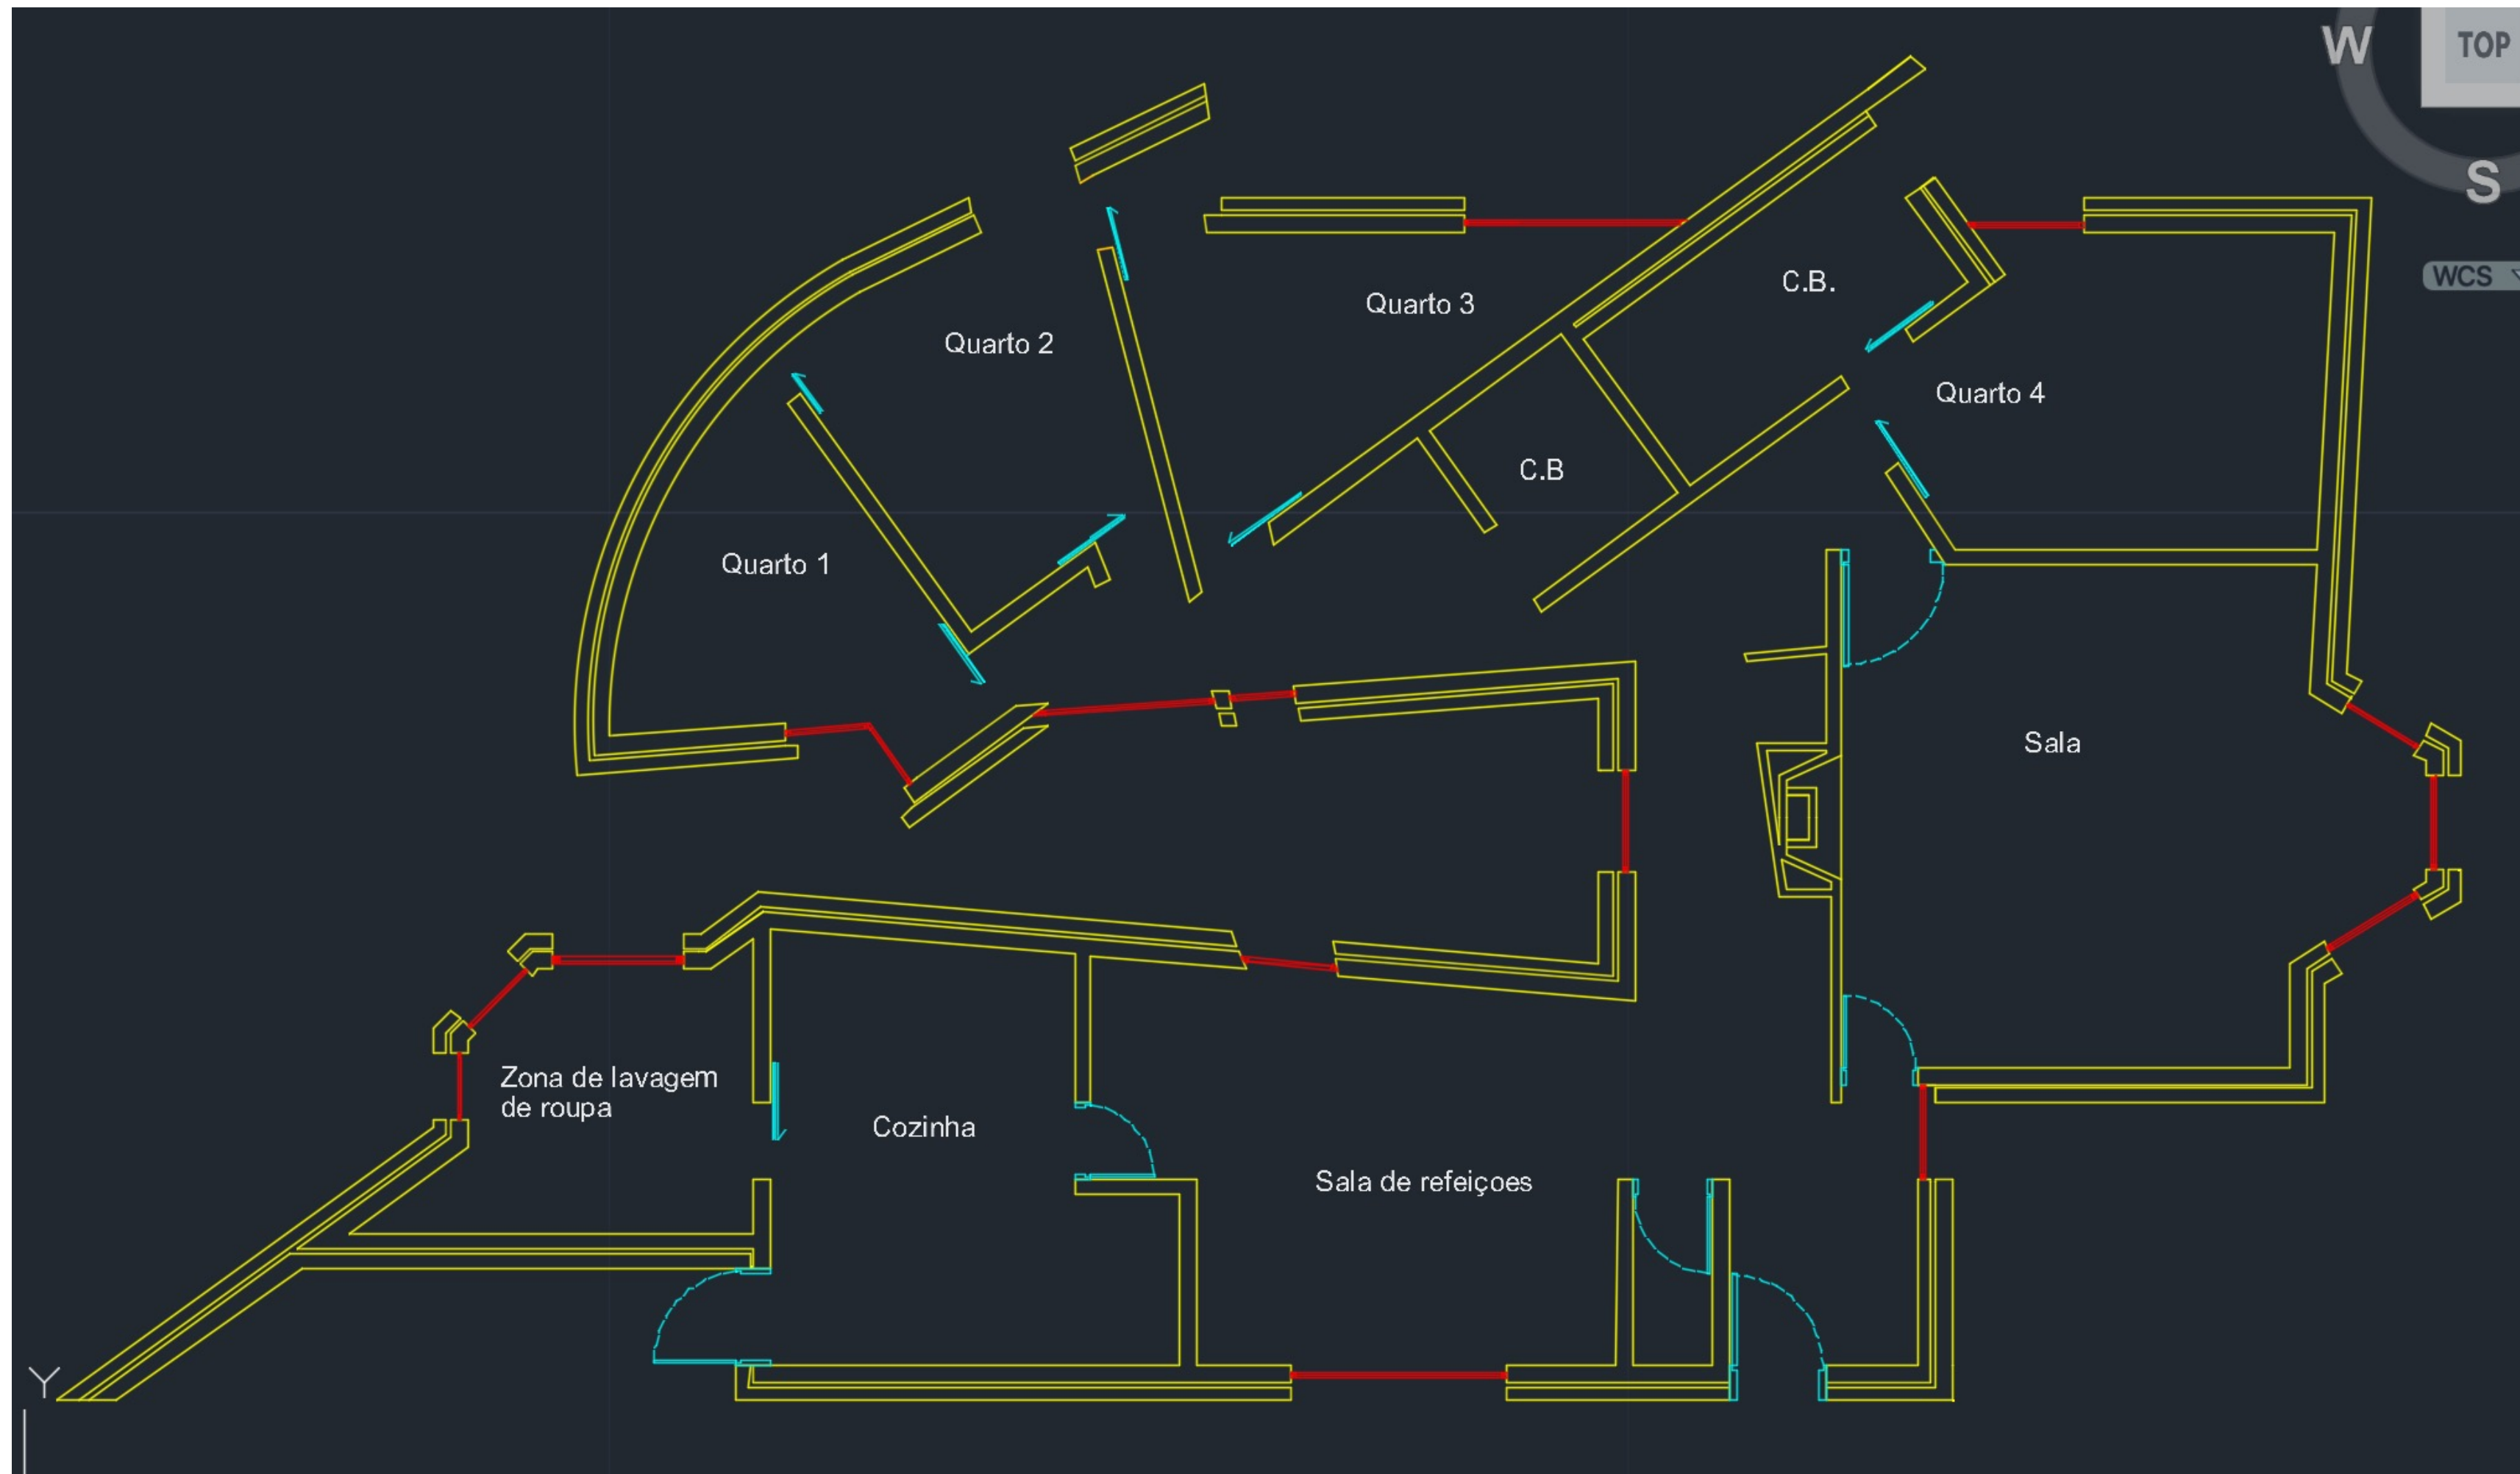 W
TOP
S
WCS
C.B.
Quarto 3
Quarto 2
Quarto 4
C.B
Quarto 1
Sala
Zona de lavagem
de roupa
Cozinha
Sala de refeiçoes
Y